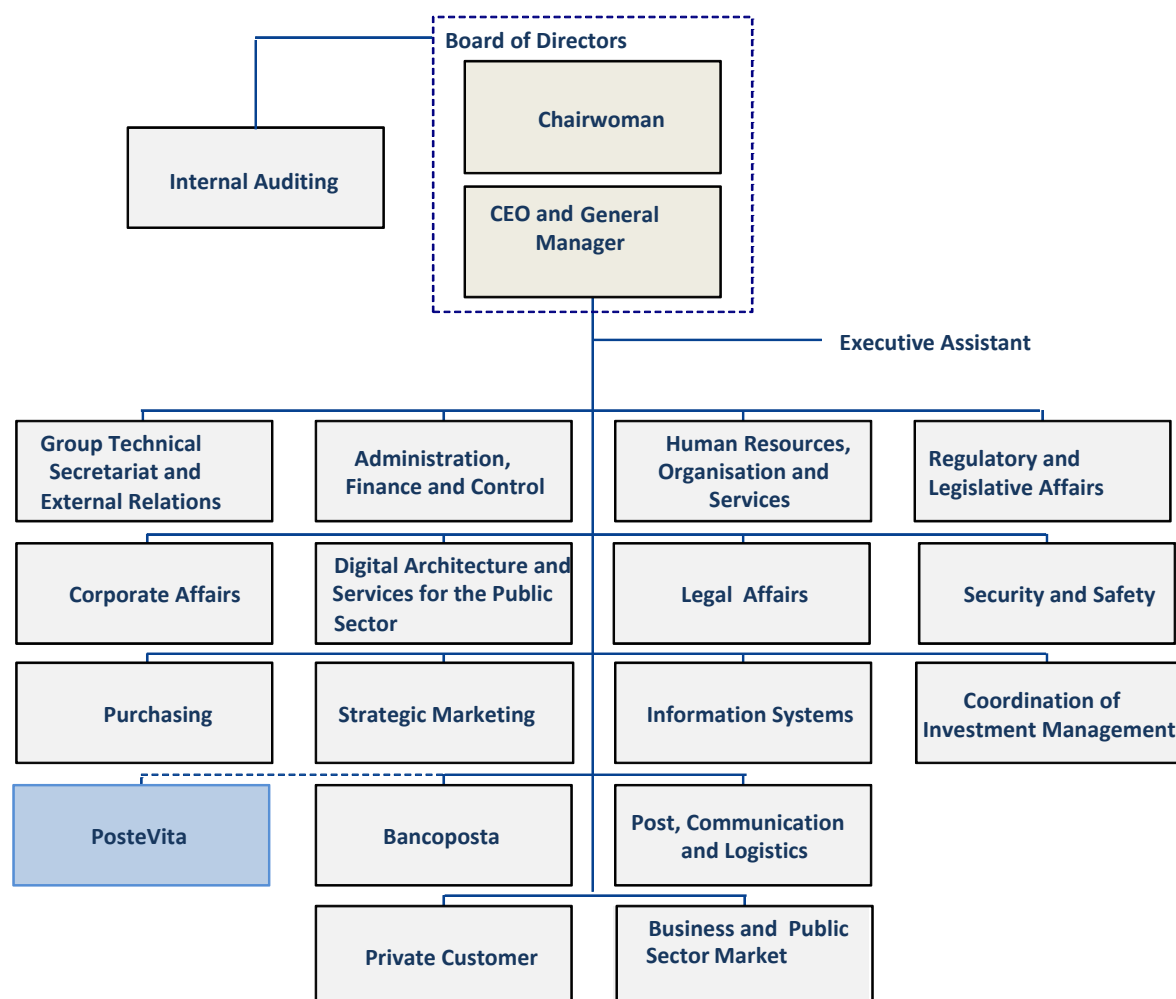 Board of Directors
Chairwoman
Internal Auditing
CEO and General
Manager
Executive Assistant
Group Technical
Secretariat and
External Relations
Administration,
Finance and Control
Human Resources,
Organisation and
Services
Regulatory and
Legislative Affairs
Corporate Affairs
Digital Architecture and
Services for the Public
Sector
Legal Affairs
Security and Safety
Purchasing
Strategic Marketing
Information Systems
Coordination of
Investment Management
PosteVita
Bancoposta
Post, Communication
and Logistics
Private Customer
Business and Public
Sector Market